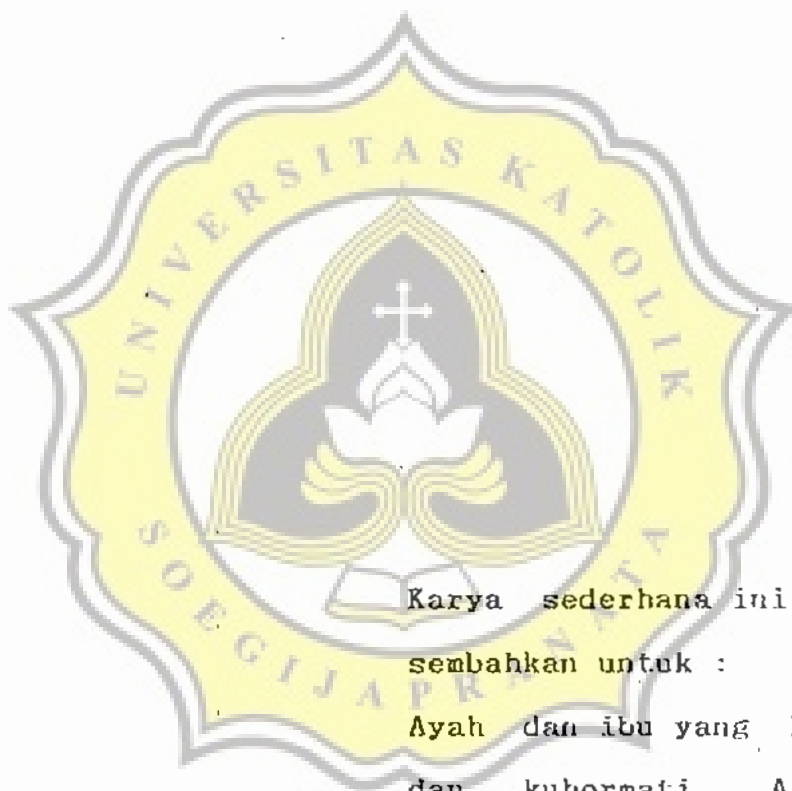 UNIVERSITAS KATOLIK
SOEGIJAPRANATA
Karya sederhana ini
sembahkan untuk :
Ayah dan ibu yang
dan kuhormati